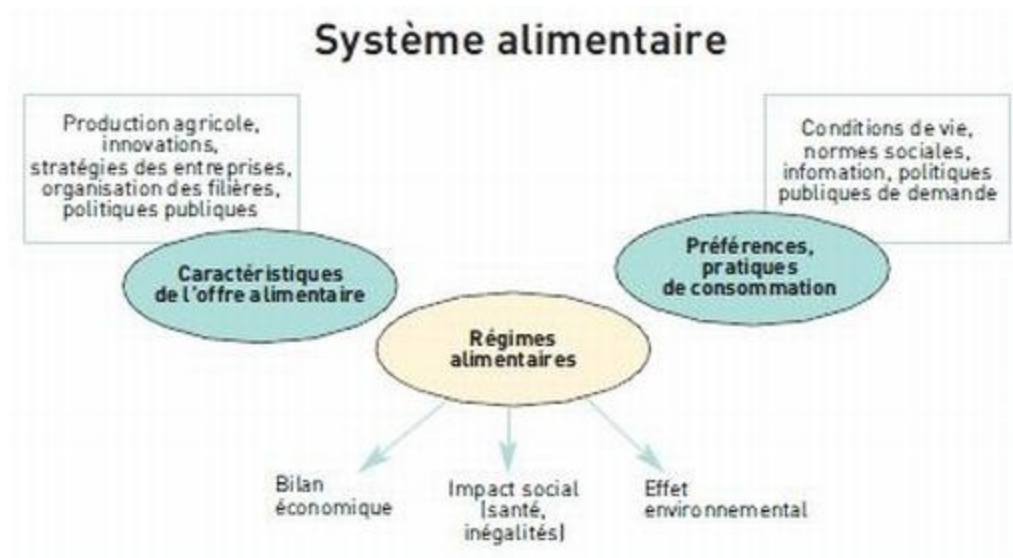 Système alimentaire
Production agricole,
innovations,
stratégies des entreprises,
organisation des filières,
politiques publiques
Conditions de vie,
normes sociales,
infomation, politiques
publiques de demande
Caractéristiques
de l'offre alimentaire
Préférences,
pratiques
de consommation
Régimes
alimentaires
Bilan
économique
Impact social
(santé,
inégalités)
Effet
environnemental